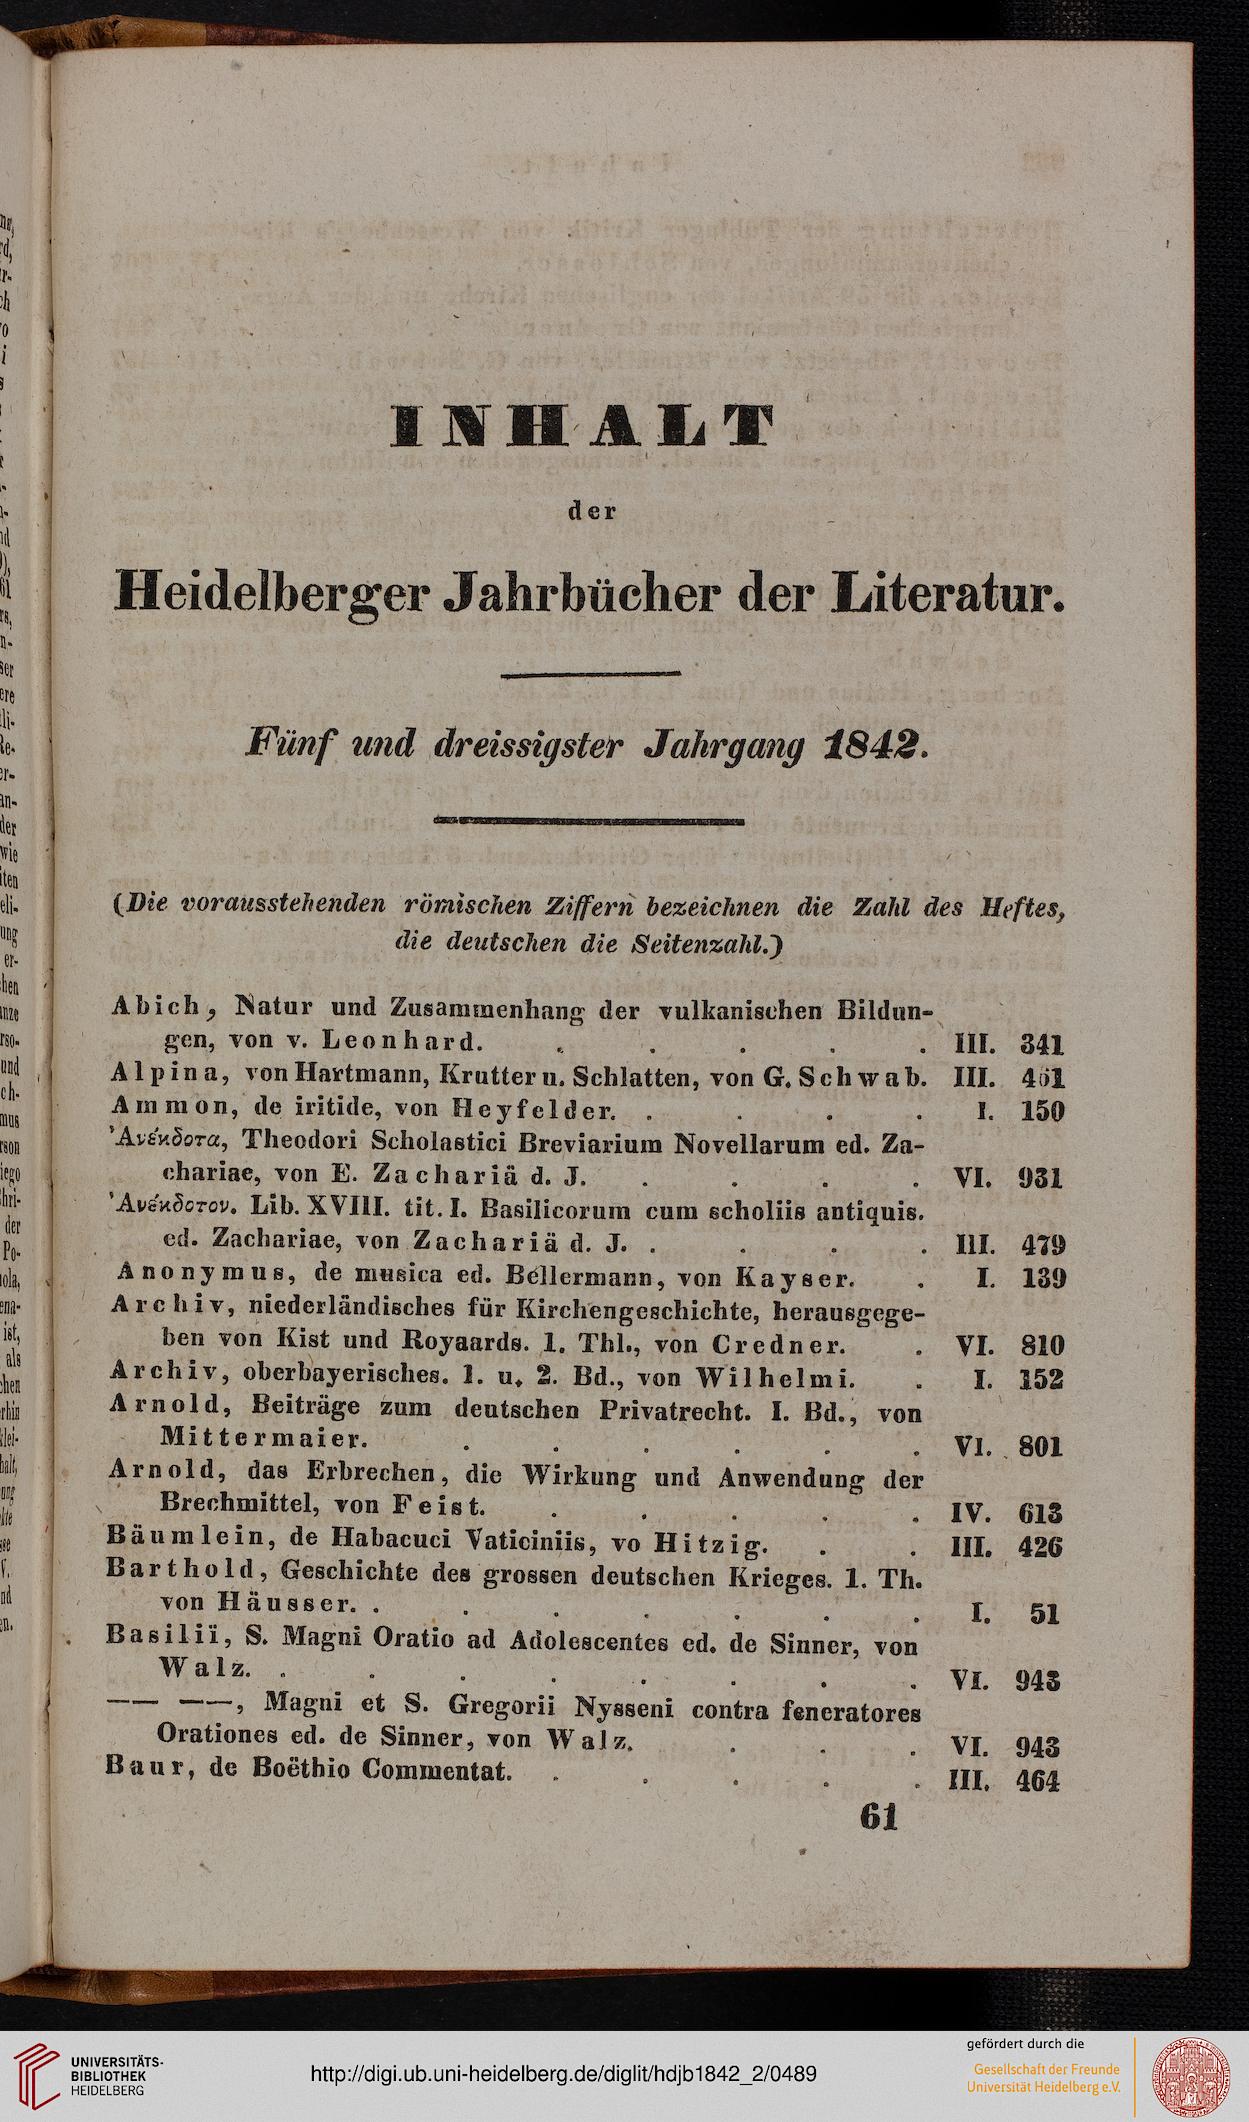 INHALT
der
Heidelberger Jahrbücher der Literatur.
Fünf und dreissigster Jahrgang 1842.
(Die vorausstehenden römischen Ziffern bezeichnen die Zahl des Heftes,
die deutschen die Seitenzahl.)
Abich, Natur und Zusammenhang der vulkanischen Bildun-
gen, von v. Leonhard. . . . . . III. 341
Alpina, von Hartmann, Krutter u. Schlatten, von G. Schwab. III. 451
Ammon, de iritide, von Heyfelder. . . . . I. 150
Ἀνέκδοτα, Theodori Scholastici Breviarium Novellarum ed. Za-
chariae, von E. Zachariä d. J. . . . . VI. 931
Ἀνέκδοτον. Lib. XVIII. tit. I. Basilicorum cum scholiis antiquis.
ed. Zachariae, von Zachariä d. J. . . . . III. 479
Anonymus, de musica ed. Bellermann, von Kayser. . I. 139
Archiv, niederländisches für Kirchengeschichte, herausgege-
ben von Kist und Royaards. 1. Thl., von Credner. . VI. 810
Archiv, oberbayerisches. 1. u. 2. Bd., von Wilhelmi. . I. 152
Arnold, Beiträge zum deutschen Privatrecht. I. Bd., von
Mittermaier. . . . . . . VI. 801
Arnold, das Erbrechen, die Wirkung und Anwendung der
Brechmittel, von Feist. . . . . . IV. 613
Bäumlein, de Habacuci Vaticiniis, vo Hitzig. . . III. 426
Barthold, Geschichte des grossen deutschen Krieges. 1. Th.
von Häusser. . . . . . . . I. 51
Basilii, S. Magni Oratio ad Adolescentes ed. de Sinner, von
Walz. . . . . . . . . VI. 943
—— ——, Magni et S. Gregorii Nysseni contra feneratores
Orationes ed. de Sinner, von Walz. . . . VI. 943
Baur, de Boëthio Commentat. . . . . . III. 464
61
UNIVERSITÄTS-
BIBLIOTHEK
HEIDELBERG
http://digi.ub.uni-heidelberg.de/diglit/hdjb1842_2/0489
gefördert durch die
Gesellschaft der Freunde
Universität Heidelberg e.V.